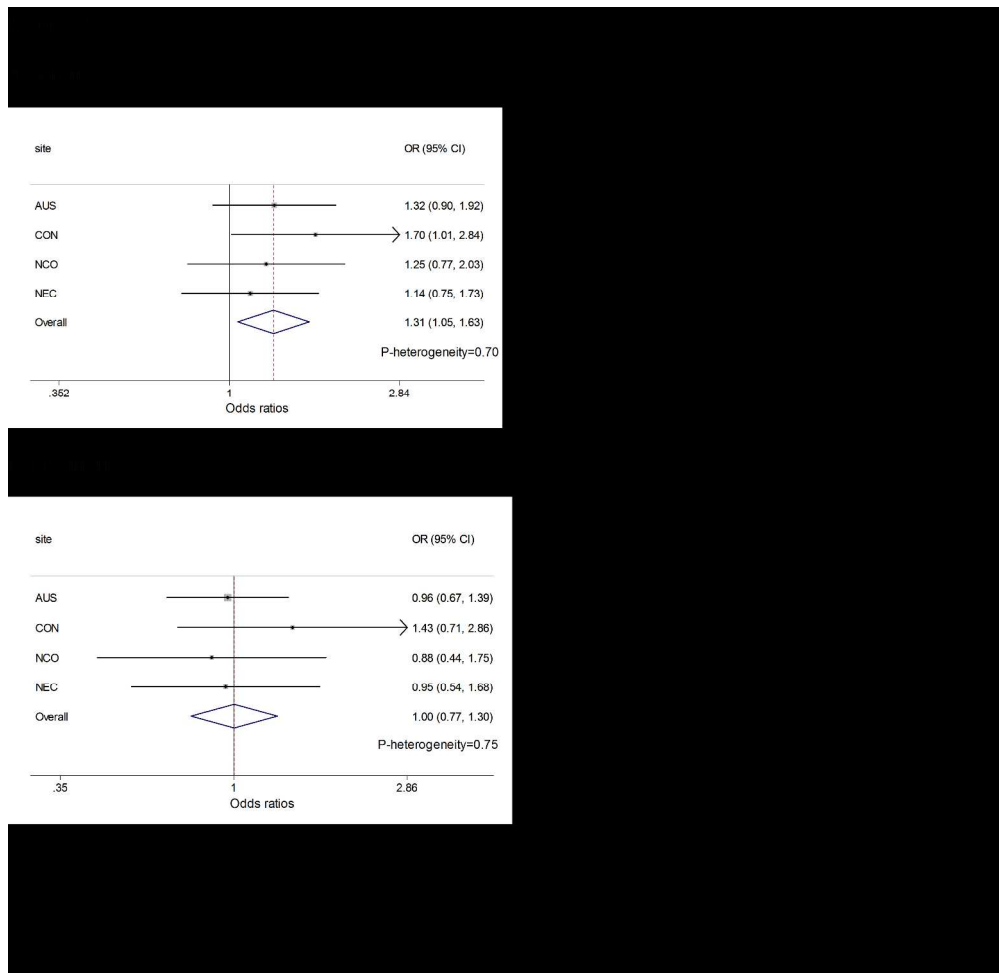 site OR (95% CI)
AUS 1.32 (0.90, 1.92)
CON 1.70 (1.01, 2.84)
NCO 1.25 (0.77, 2.03)
NEC 1.14 (0.75, 1.73)
Overall 1.31 (1.05, 1.63)
P-heterogeneity=0.70
.352 1 2.84
Odds ratios
site OR (95% CI)
AUS 0.96 (0.67, 1.39)
CON 1.43 (0.71, 2.86)
NCO 0.88 (0.44, 1.75)
NEC 0.95 (0.54, 1.68)
Overall 1.00 (0.77, 1.30)
P-heterogeneity=0.75
.35 1 2.86
Odds ratios